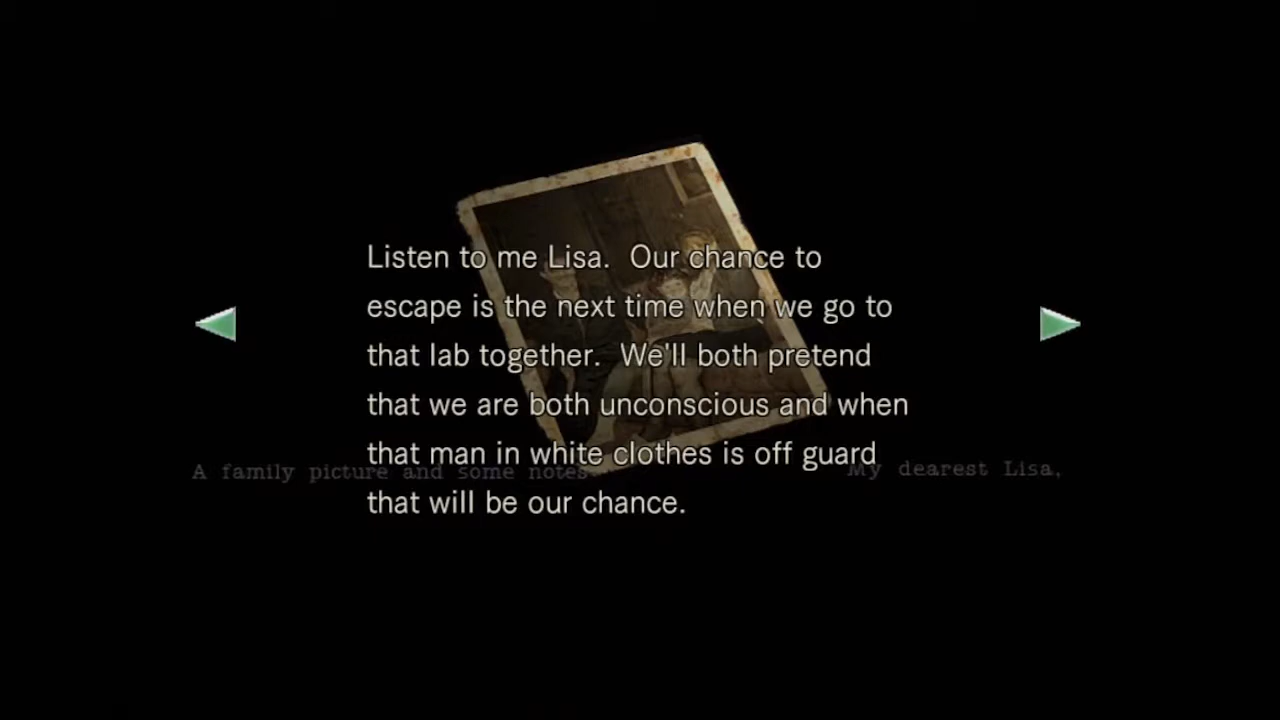 Listen to me Lisa.  Our chance to
escape is the next time when we go to
that lab together.  We'll both pretend
that we are both unconscious and when
that man in white clothes is off guard
that will be our chance.
A family picture and some notes
My dearest Lisa,